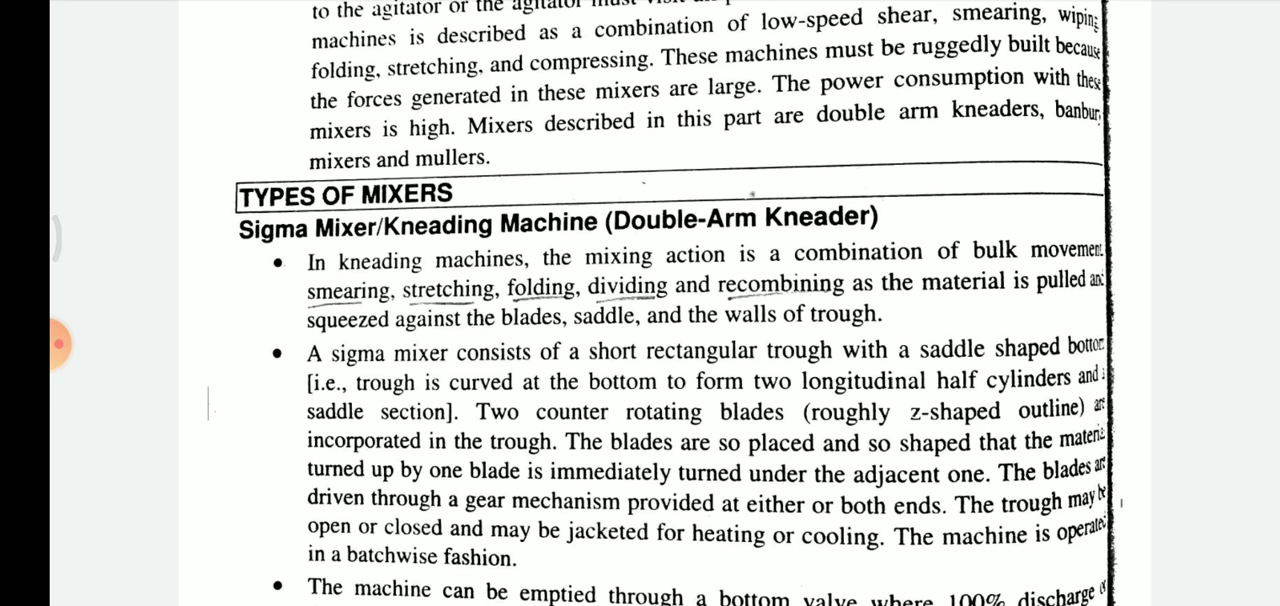 to the agitator or the agitator must visit all
machines is described as a combination of low-speed shear, smearing, wiping
folding, stretching, and compressing. These machines must be ruggedly built because
the forces generated in these mixers are large. The power consumption with these
mixers is high. Mixers described in this part are double arm kneaders, banbur
mixers and mullers.
TYPES OF MIXERS
Sigma Mixer/Kneading Machine (Double-Arm Kneader)
• In kneading machines, the mixing action is a combination of bulk movement
smearing, stretching, folding, dividing and recombining as the material is pulled and
squeezed against the blades, saddle, and the walls of trough.
• A sigma mixer consists of a short rectangular trough with a saddle shaped bottom
[i.e., trough is curved at the bottom to form two longitudinal half cylinders and a
saddle section]. Two counter rotating blades (roughly z-shaped outline) are
incorporated in the trough. The blades are so placed and so shaped that the material
turned up by one blade is immediately turned under the adjacent one. The blades are
driven through a gear mechanism provided at either or both ends. The trough may be
open or closed and may be jacketed for heating or cooling. The machine is operated
in a batchwise fashion.
• The machine can be emptied through a bottom valve where 100% discharge